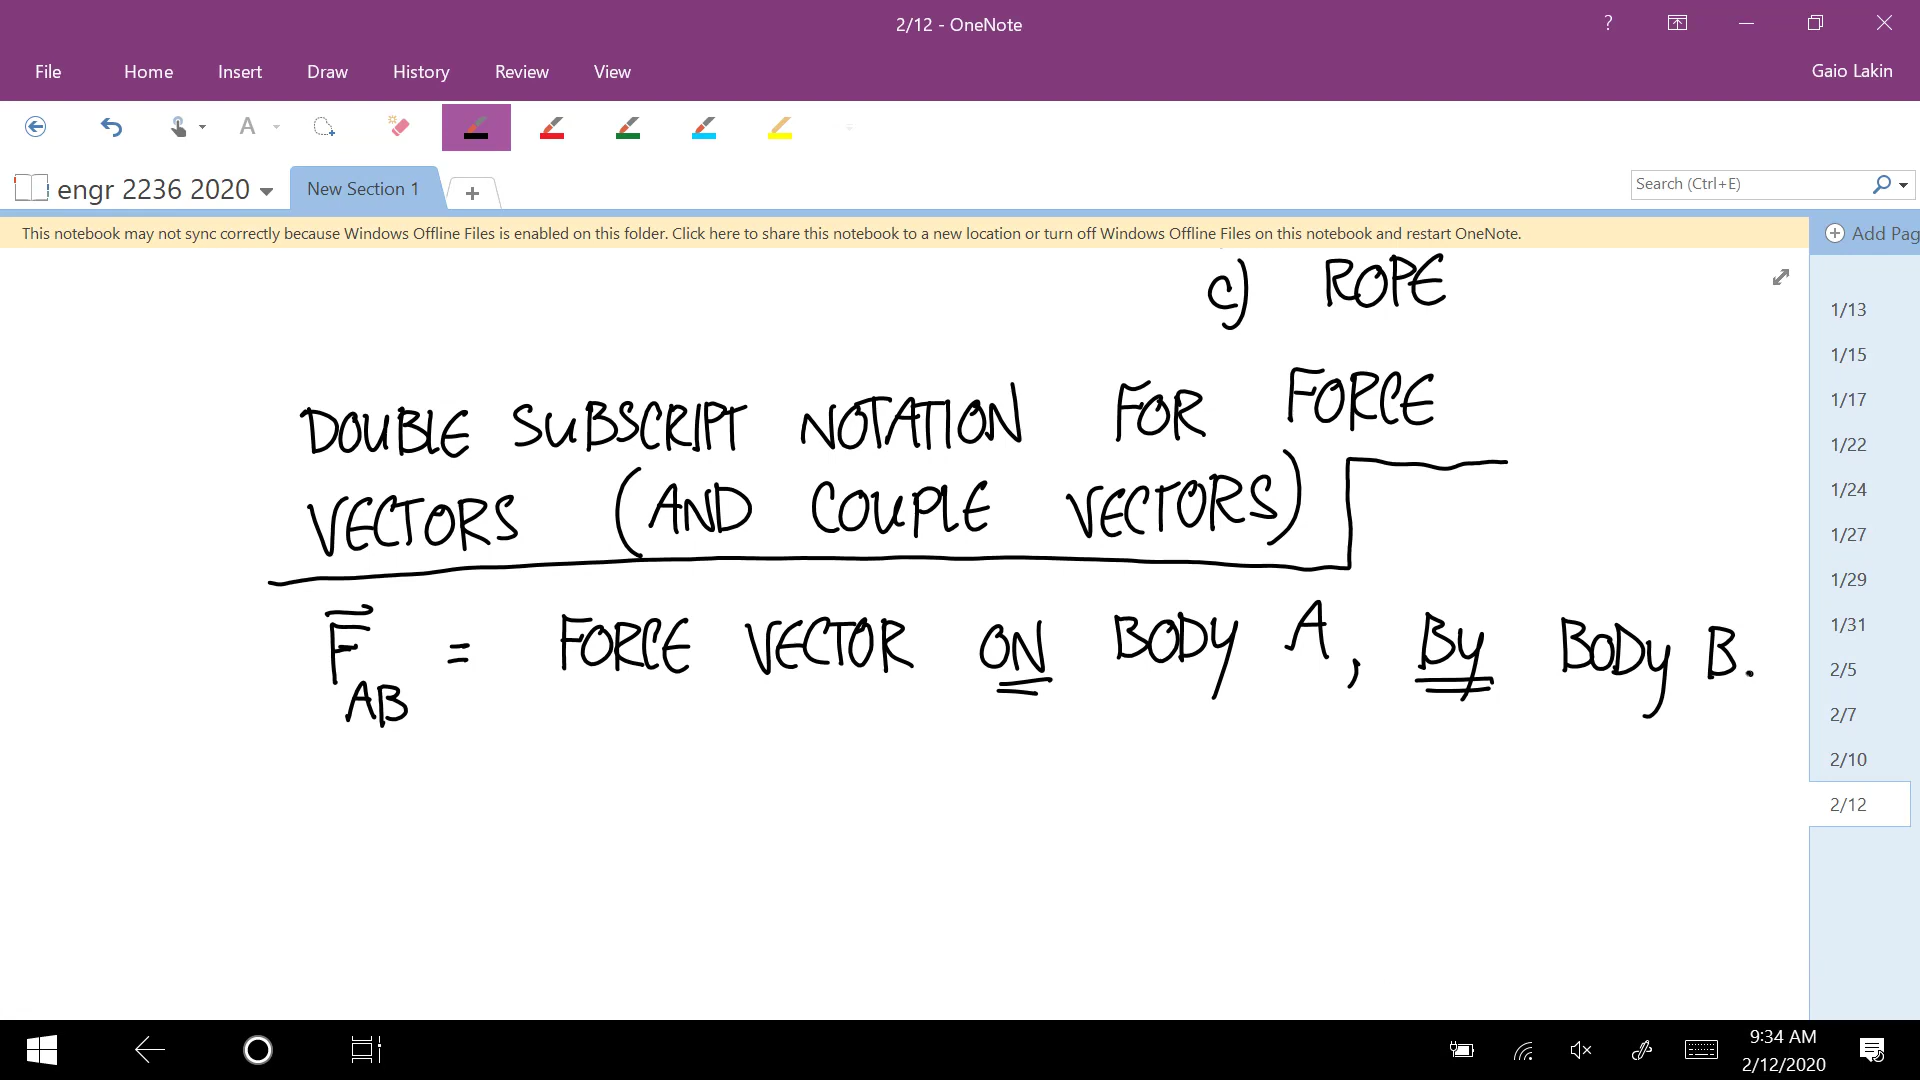 2/12 - OneNote
?
File Home Insert Draw History Review View
Gaio Lakin
A
engr 2236 2020
New Section 1
+
Search (Ctrl+E)
This notebook may not sync correctly because Windows Offline Files is enabled on this folder. Click here to share this notebook to a new location or turn off Windows Offline Files on this notebook and restart OneNote.
Add Pag
c) ROPE
DOUBLE SUBSCRIPT NOTATION FOR FORCE
VECTORS (AND COUPLE VECTORS)
F⃗_AB = FORCE VECTOR ON BODY A, BY BODY B.
1/13
1/15
1/17
1/22
1/24
1/27
1/29
1/31
2/5
2/7
2/10
2/12
9:34 AM
2/12/2020